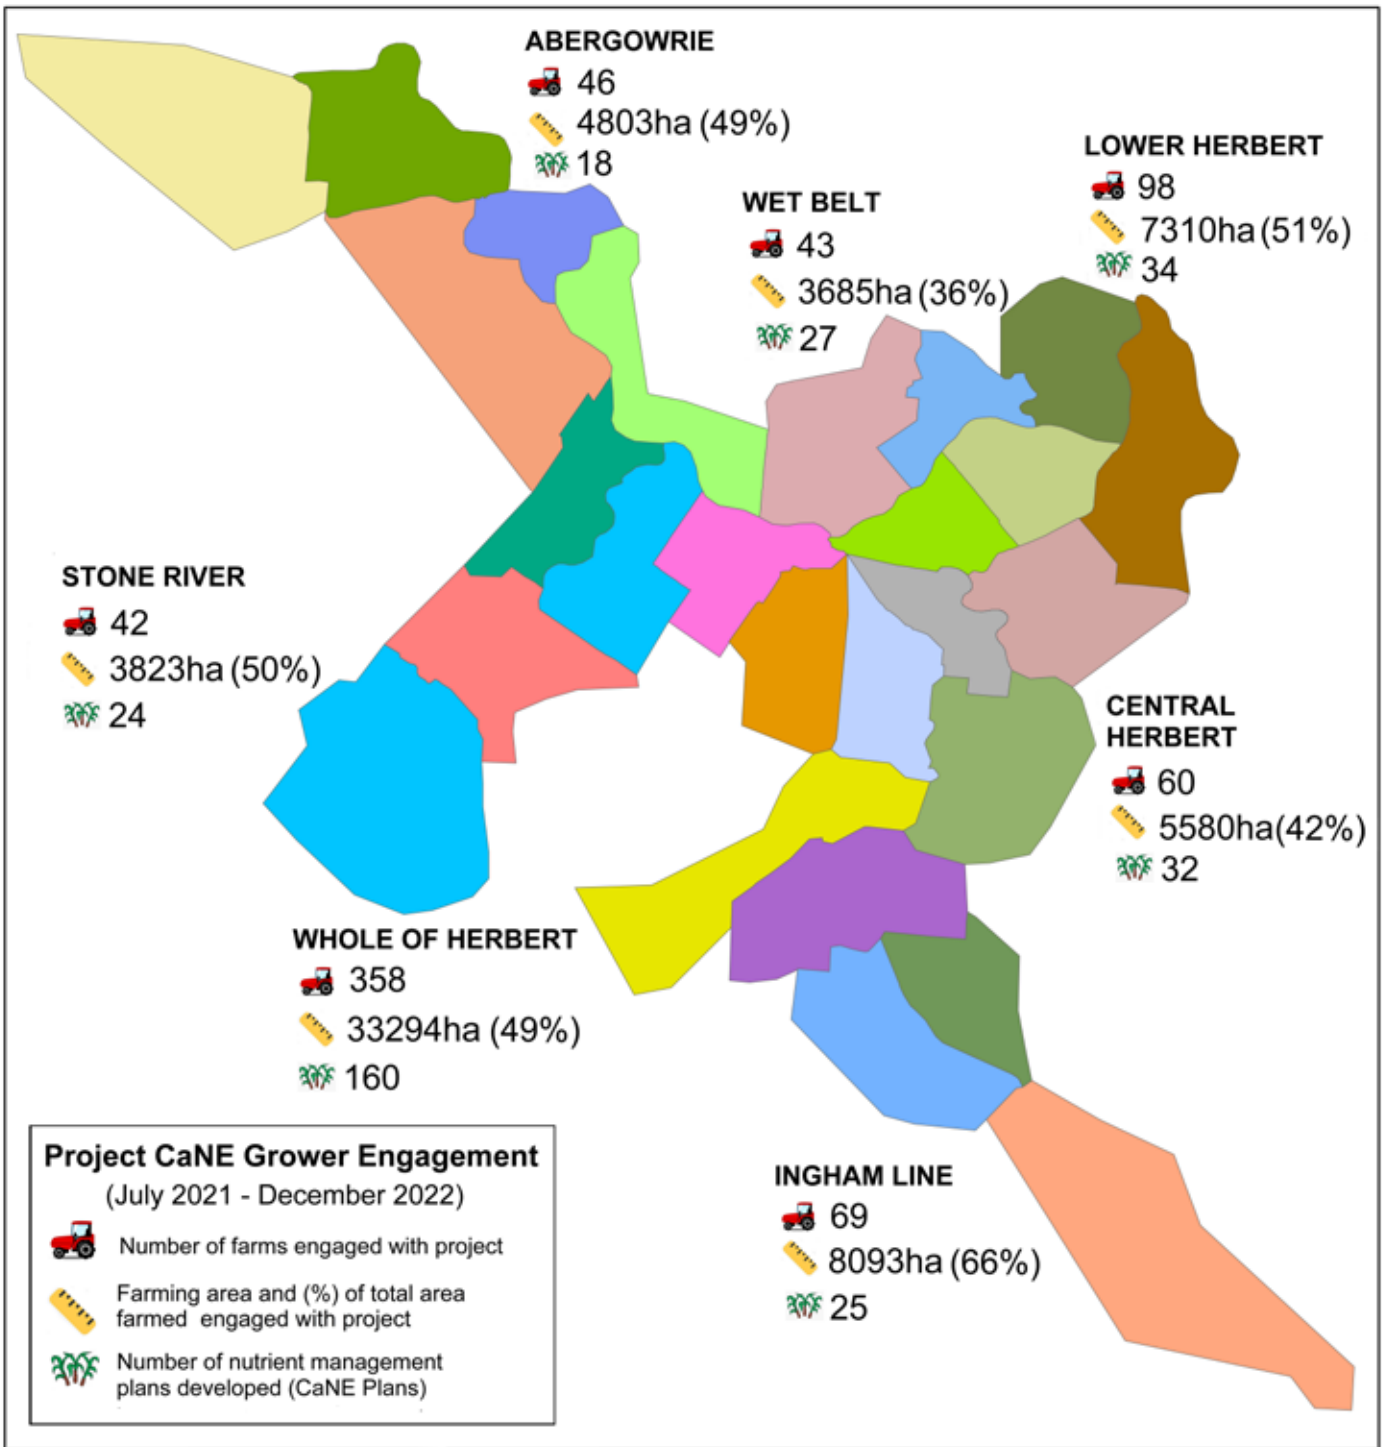 ABERGOWRIE
46
4803ha (49%)
18
LOWER HERBERT
98
7310ha (51%)
34
WET BELT
43
3685ha (36%)
27
STONE RIVER
42
3823ha (50%)
24
CENTRAL
HERBERT
60
5580ha(42%)
32
WHOLE OF HERBERT
358
33294ha (49%)
160
INGHAM LINE
69
8093ha (66%)
25
Project CaNE Grower Engagement
(July 2021 - December 2022)
Number of farms engaged with project
Farming area and (%) of total area
farmed engaged with project
Number of nutrient management
plans developed (CaNE Plans)